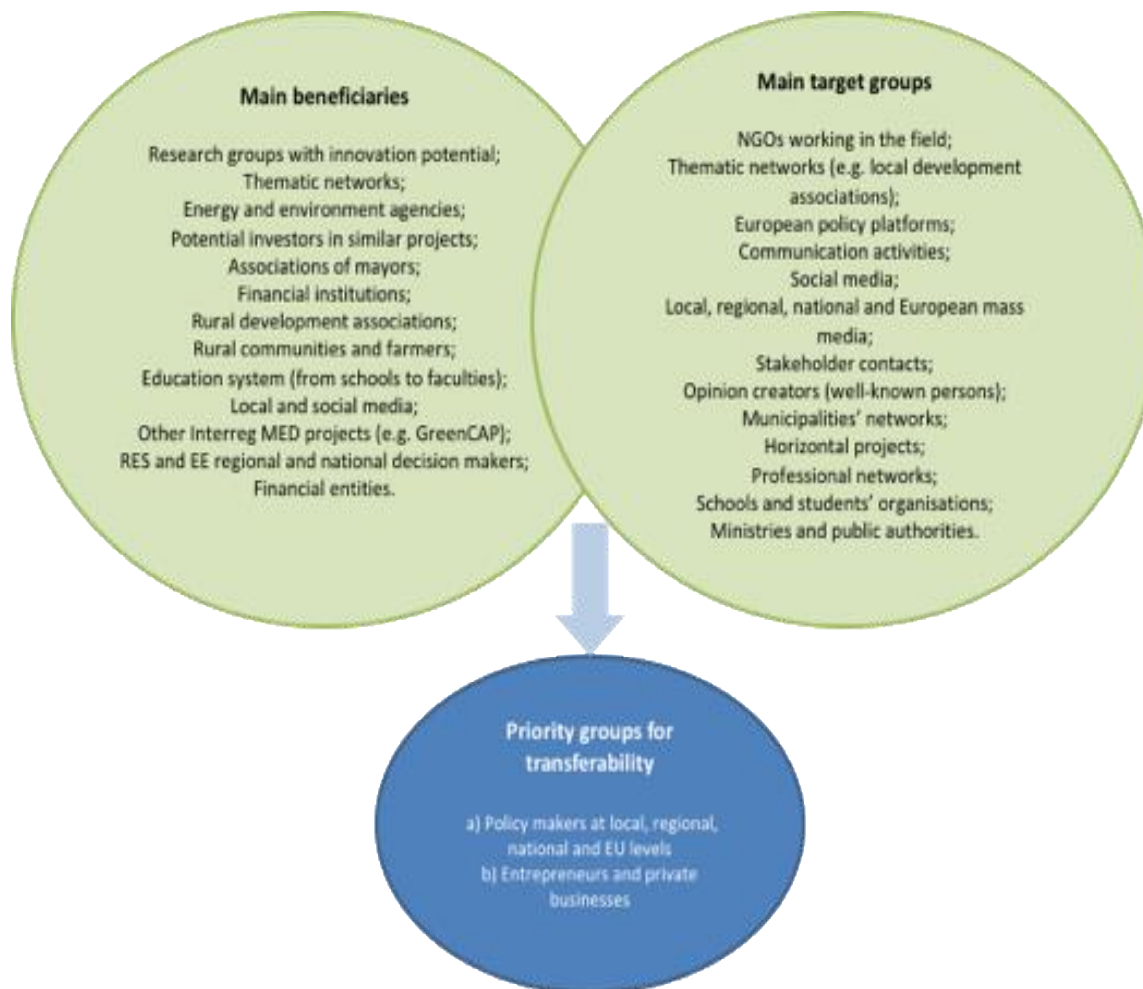 Main beneficiaries
Research groups with innovation potential;
Thematic networks;
Energy and environment agencies;
Potential investors in similar projects;
Associations of mayors;
Financial institutions;
Rural development associations;
Rural communities and farmers;
Education system (from schools to faculties);
Local and social media;
Other Interreg MED projects (e.g. GreenCAP);
RES and EE regional and national decision makers;
Financial entities.
Main target groups
NGOs working in the field;
Thematic networks (e.g. local development
associations);
European policy platforms;
Communication activities;
Social media;
Local, regional, national and European mass
media;
Stakeholder contacts;
Opinion creators (well-known persons);
Municipalities’ networks;
Horizontal projects;
Professional networks;
Schools and students’ organisations;
Ministries and public authorities.
Priority groups for
transferability
a) Policy makers at local, regional,
national and EU levels
b) Entrepreneurs and private
businesses